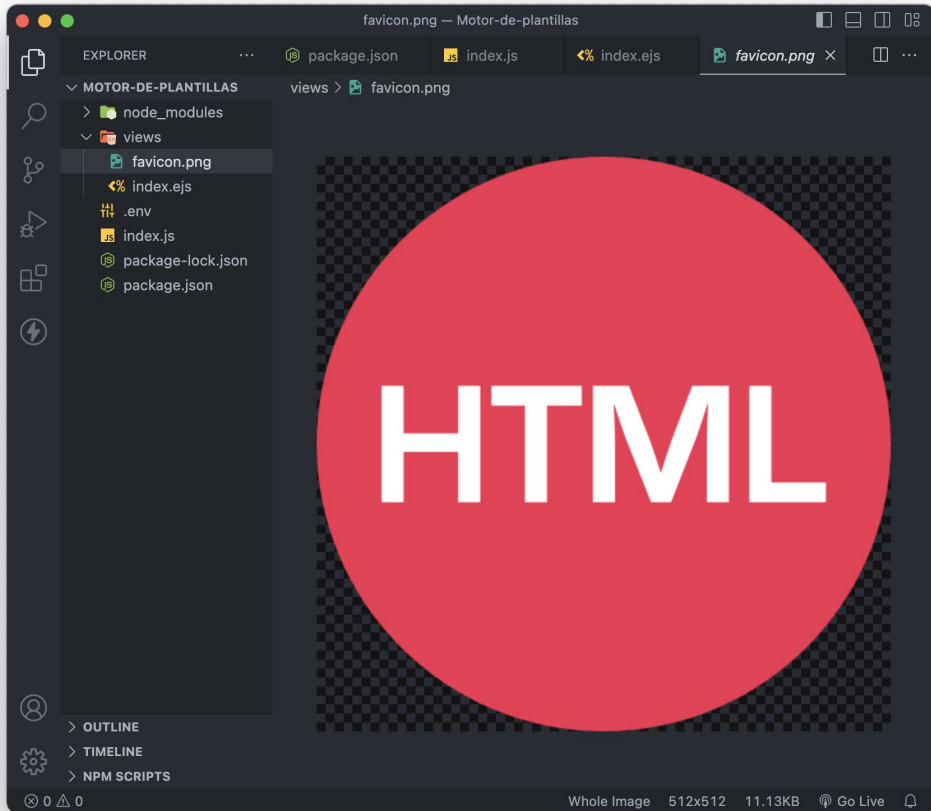 favicon.png — Motor-de-plantillas
EXPLORER
package.json
index.js
index.ejs
favicon.png
MOTOR-DE-PLANTILLAS
views > favicon.png
node_modules
views
favicon.png
index.ejs
.env
index.js
package-lock.json
package.json
HTML
OUTLINE
TIMELINE
NPM SCRIPTS
0 0 Whole Image 512x512 11.13KB Go Live